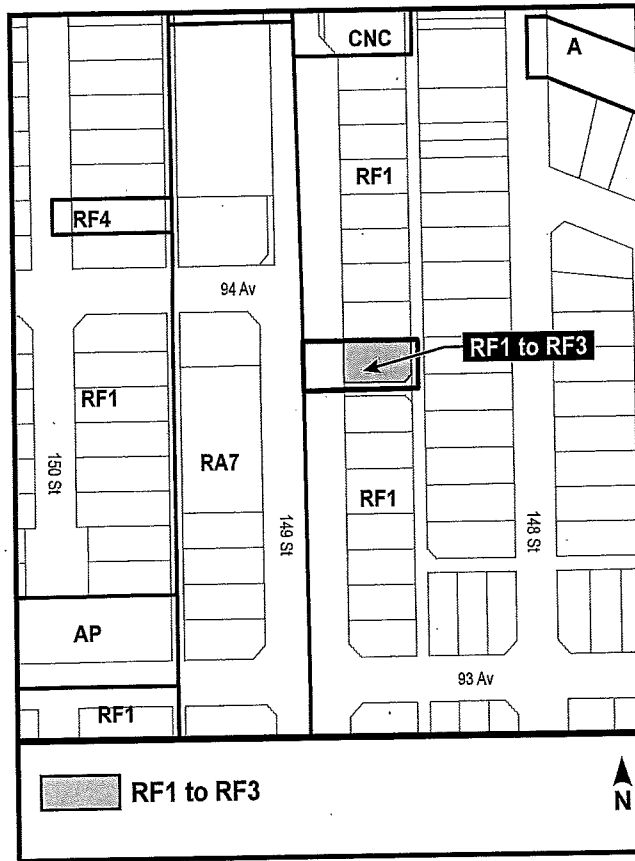 CNC
A
RF1
RF4
94 Av
RF1 to RF3
RF1
150 St
RA7
RF1
149 St
148 St
AP
93 Av
RF1
RF1 to RF3
N